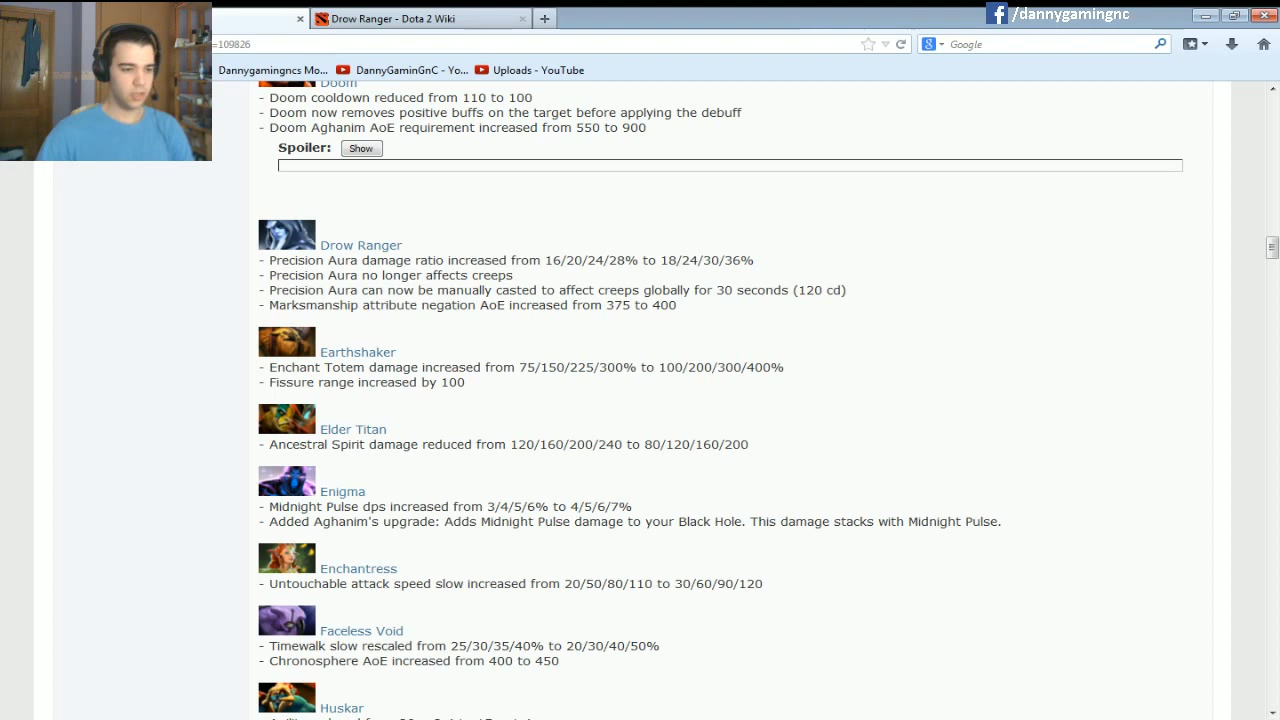 Drow Ranger - Dota 2 Wiki
/dannygamingnc
=109826
Google
Dannygamingncs Mo...
DannyGaminGnC - Yo...
Uploads - YouTube
Doom
- Doom cooldown reduced from 110 to 100
- Doom now removes positive buffs on the target before applying the debuff
- Doom Aghanim AoE requirement increased from 550 to 900
Spoiler: Show
Drow Ranger
- Precision Aura damage ratio increased from 16/20/24/28% to 18/24/30/36%
- Precision Aura no longer affects creeps
- Precision Aura can now be manually casted to affect creeps globally for 30 seconds (120 cd)
- Marksmanship attribute negation AoE increased from 375 to 400
Earthshaker
- Enchant Totem damage increased from 75/150/225/300% to 100/200/300/400%
- Fissure range increased by 100
Elder Titan
- Ancestral Spirit damage reduced from 120/160/200/240 to 80/120/160/200
Enigma
- Midnight Pulse dps increased from 3/4/5/6% to 4/5/6/7%
- Added Aghanim's upgrade: Adds Midnight Pulse damage to your Black Hole. This damage stacks with Midnight Pulse.
Enchantress
- Untouchable attack speed slow increased from 20/50/80/110 to 30/60/90/120
Faceless Void
- Timewalk slow rescaled from 25/30/35/40% to 20/30/40/50%
- Chronosphere AoE increased from 400 to 450
Huskar